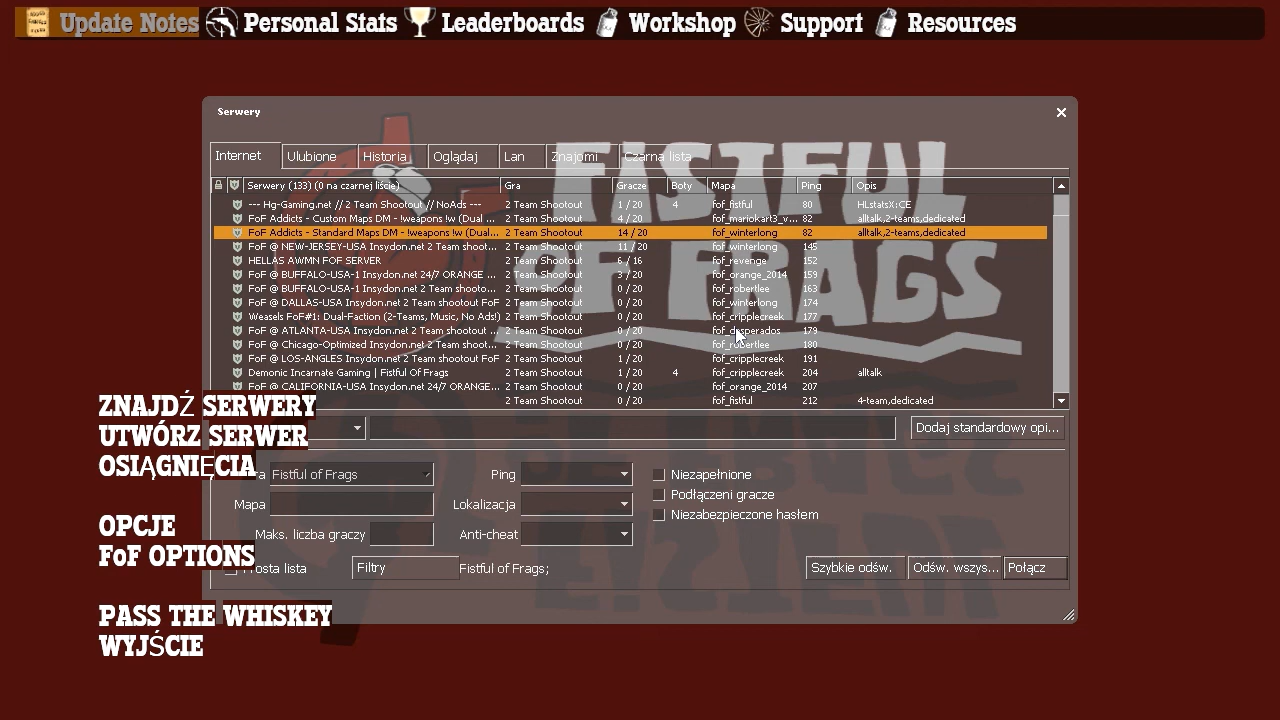 Update Notes Personal Stats Leaderboards Workshop Support Resources
Serwery
Internet Ulubione Historia Oglądaj Lan Znajomi Czarna lista
FISTFUL OF FRAGS
Serwery (133) (0 na czarnej liście) Gra Gracze Boty Mapa Ping Opis
--- Hg-Gaming.net // 2 Team Shootout // NoAds --- 2 Team Shootout 1 / 20 4 fof_fistful 80 HLstatsX:CE
FoF Addicts - Custom Maps DM - !weapons !w (Dual ... 2 Team Shootout 4 / 20 fof_mariokart3_v... 82 alltalk,2-teams,dedicated
FoF Addicts - Standard Maps DM - !weapons !w (Dual... 2 Team Shootout 14 / 20 fof_winterlong 82 alltalk,2-teams,dedicated
FoF @ NEW-JERSEY-USA Insydon.net 2 Team shoot... 2 Team Shootout 11 / 20 fof_winterlong 145
HELLAS AWMN FOF SERVER 2 Team Shootout 6 / 16 fof_revenge 152
FoF @ BUFFALO-USA-1 Insydon.net 24/7 ORANGE ... 2 Team Shootout 3 / 20 fof_orange_2014 159
FoF @ BUFFALO-USA-1 Insydon.net 2 Team shoot... 2 Team Shootout 0 / 20 fof_robertlee 163
FoF @ DALLAS-USA Insydon.net 2 Team shootout FoF 2 Team Shootout 0 / 20 fof_winterlong 174
Weasels FoF#1: Dual-Faction (2-Teams, Music, No Ads!) 2 Team Shootout 0 / 20 fof_cripplecreek 177
FoF @ ATLANTA-USA Insydon.net 2 Team shootout ... 2 Team Shootout 0 / 20 fof_desperados 179
FoF @ Chicago-Optimized Insydon.net 2 Team shoot... 2 Team Shootout 0 / 20 fof_robertlee 180
FoF @ LOS-ANGLES Insydon.net 2 Team shootout FoF 2 Team Shootout 1 / 20 fof_cripplecreek 191
Demonic Incarnate Gaming | Fistful Of Frags 2 Team Shootout 1 / 20 4 fof_cripplecreek 204 alltalk
FoF @ CALIFORNIA-USA Insydon.net 24/7 ORANGE... 2 Team Shootout 0 / 20 fof_orange_2014 207
2 Team Shootout 0 / 20 fof_fistful 212 4-team,dedicated
ZNAJDŹ SERWERY
UTWÓRZ SERWER
OSIĄGNIĘCIA
OPCJE
FoF OPTIONS
PASS THE WHISKEY
WYJŚCIE
Dodaj standardowy opi...
Fistful of Frags Ping Niezapełnione
Podłączeni gracze
Mapa Lokalizacja
Niezabezpieczone hasłem
Maks. liczba graczy Anti-cheat
Prosta lista Filtry Fistful of Frags; Szybkie odśw. Odśw. wszys... Połącz